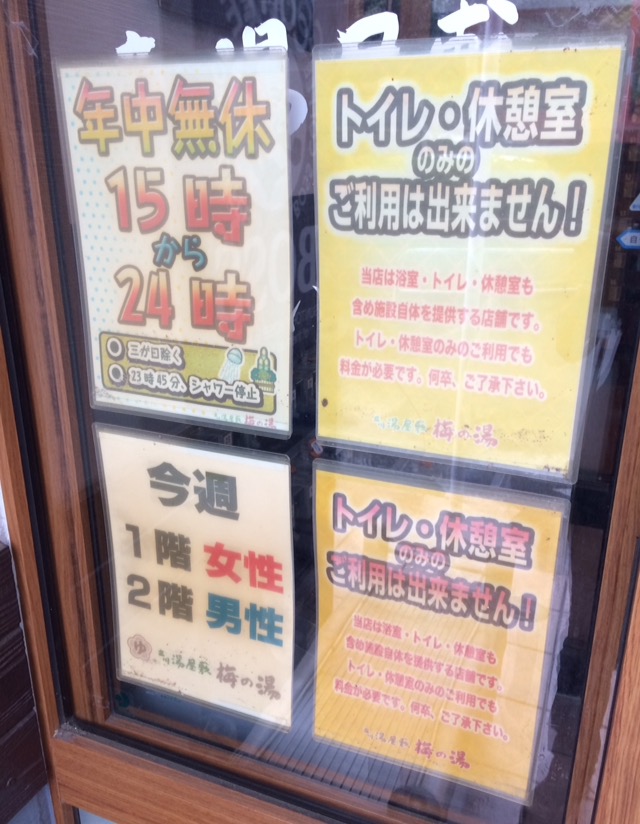 年中無休
15時
から
24時
三が日除く
23時45分、シャワー停止
トイレ・休憩室
のみの
ご利用は出来ません！
当店は浴室・トイレ・休憩室も
含め施設自体を提供する店舗です。
トイレ・休憩室のみのご利用でも
料金が必要です。何卒、ご了承下さい。
湯屋敷 梅の湯
今週
1階 女性
2階 男性
ゆ
湯屋敷 梅の湯
トイレ・休憩室
のみの
ご利用は出来ません！
当店は浴室・トイレ・休憩室も
含め施設自体を提供する店舗です。
トイレ・休憩室のみのご利用でも
料金が必要です。何卒、ご了承下さい。
湯屋敷 梅の湯